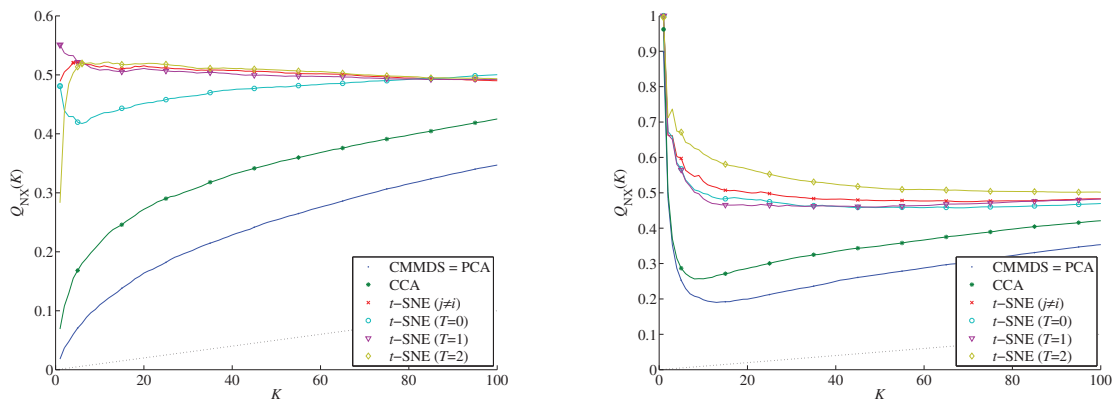 0.6
0.5
0.4
0.3
0.2
0.1
0
Q_NX(K)
0 20 40 60 80 100
K
CMMDS = PCA
CCA
t−SNE (j≠i)
t−SNE (T=0)
t−SNE (T=1)
t−SNE (T=2)
1
0.9
0.8
0.7
0.6
0.5
0.4
0.3
0.2
0.1
0
Q_NX(K)
0 20 40 60 80 100
K
CMMDS = PCA
CCA
t−SNE (j≠i)
t−SNE (T=0)
t−SNE (T=1)
t−SNE (T=2)